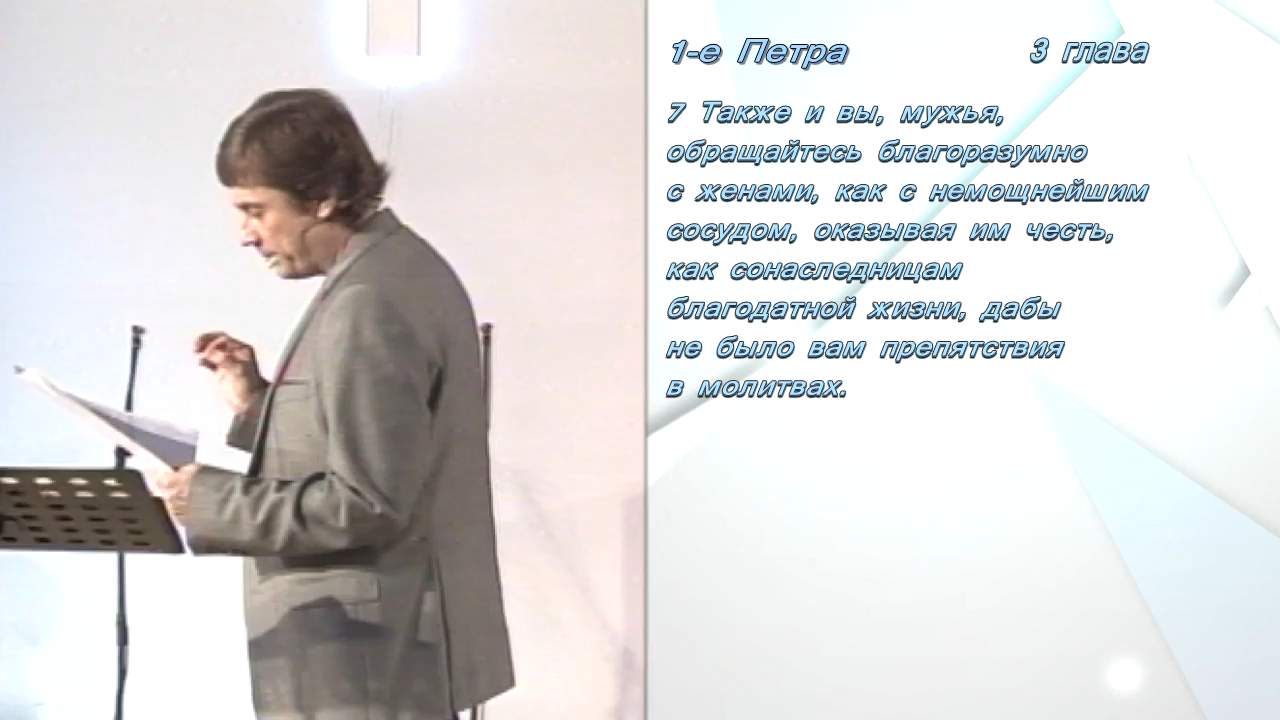 1-е Петра 3 глава
7 Также и вы, мужья,
обращайтесь благоразумно
с женами, как с немощнейшим
сосудом, оказывая им честь,
как сонаследницам
благодатной жизни, дабы
не было вам препятствия
в молитвах.